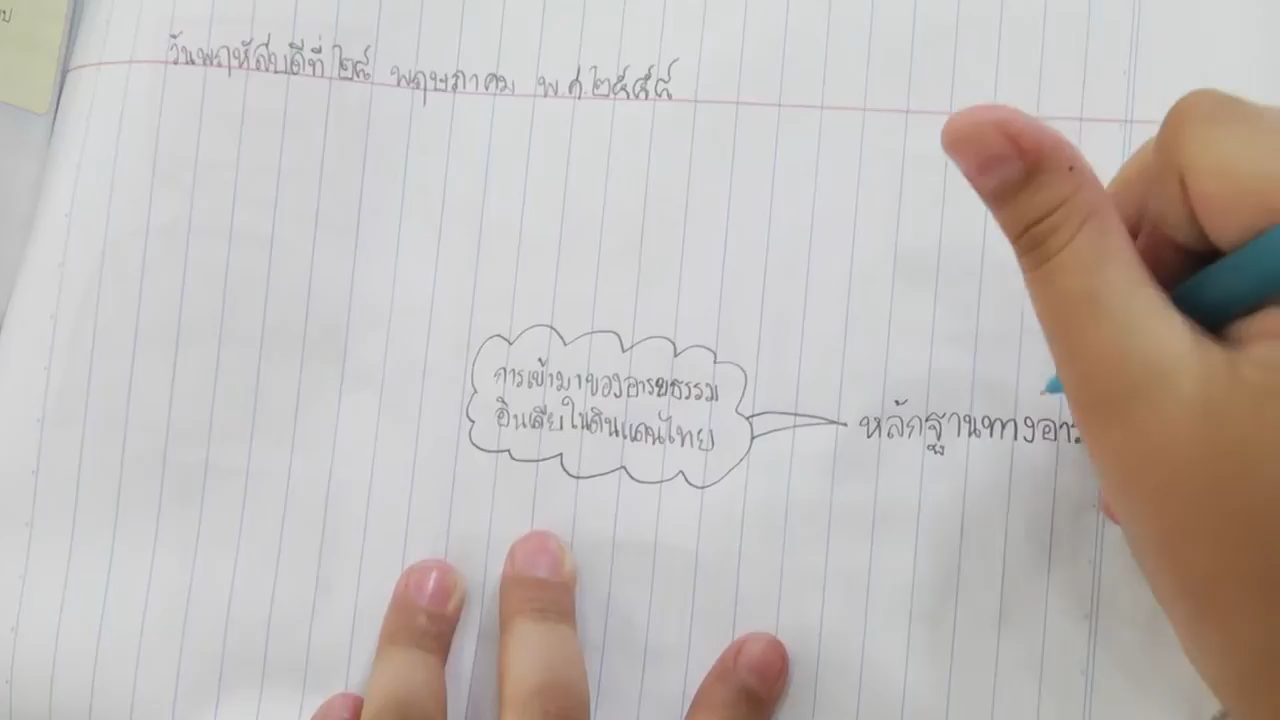 วันพฤหัสบดีที่ ๒๘ พฤษภาคม พ.ศ.๒๕๕๘
การเข้ามาของอารยธรรม
อินเดียในดินแดนไทย
หลักฐานทาง